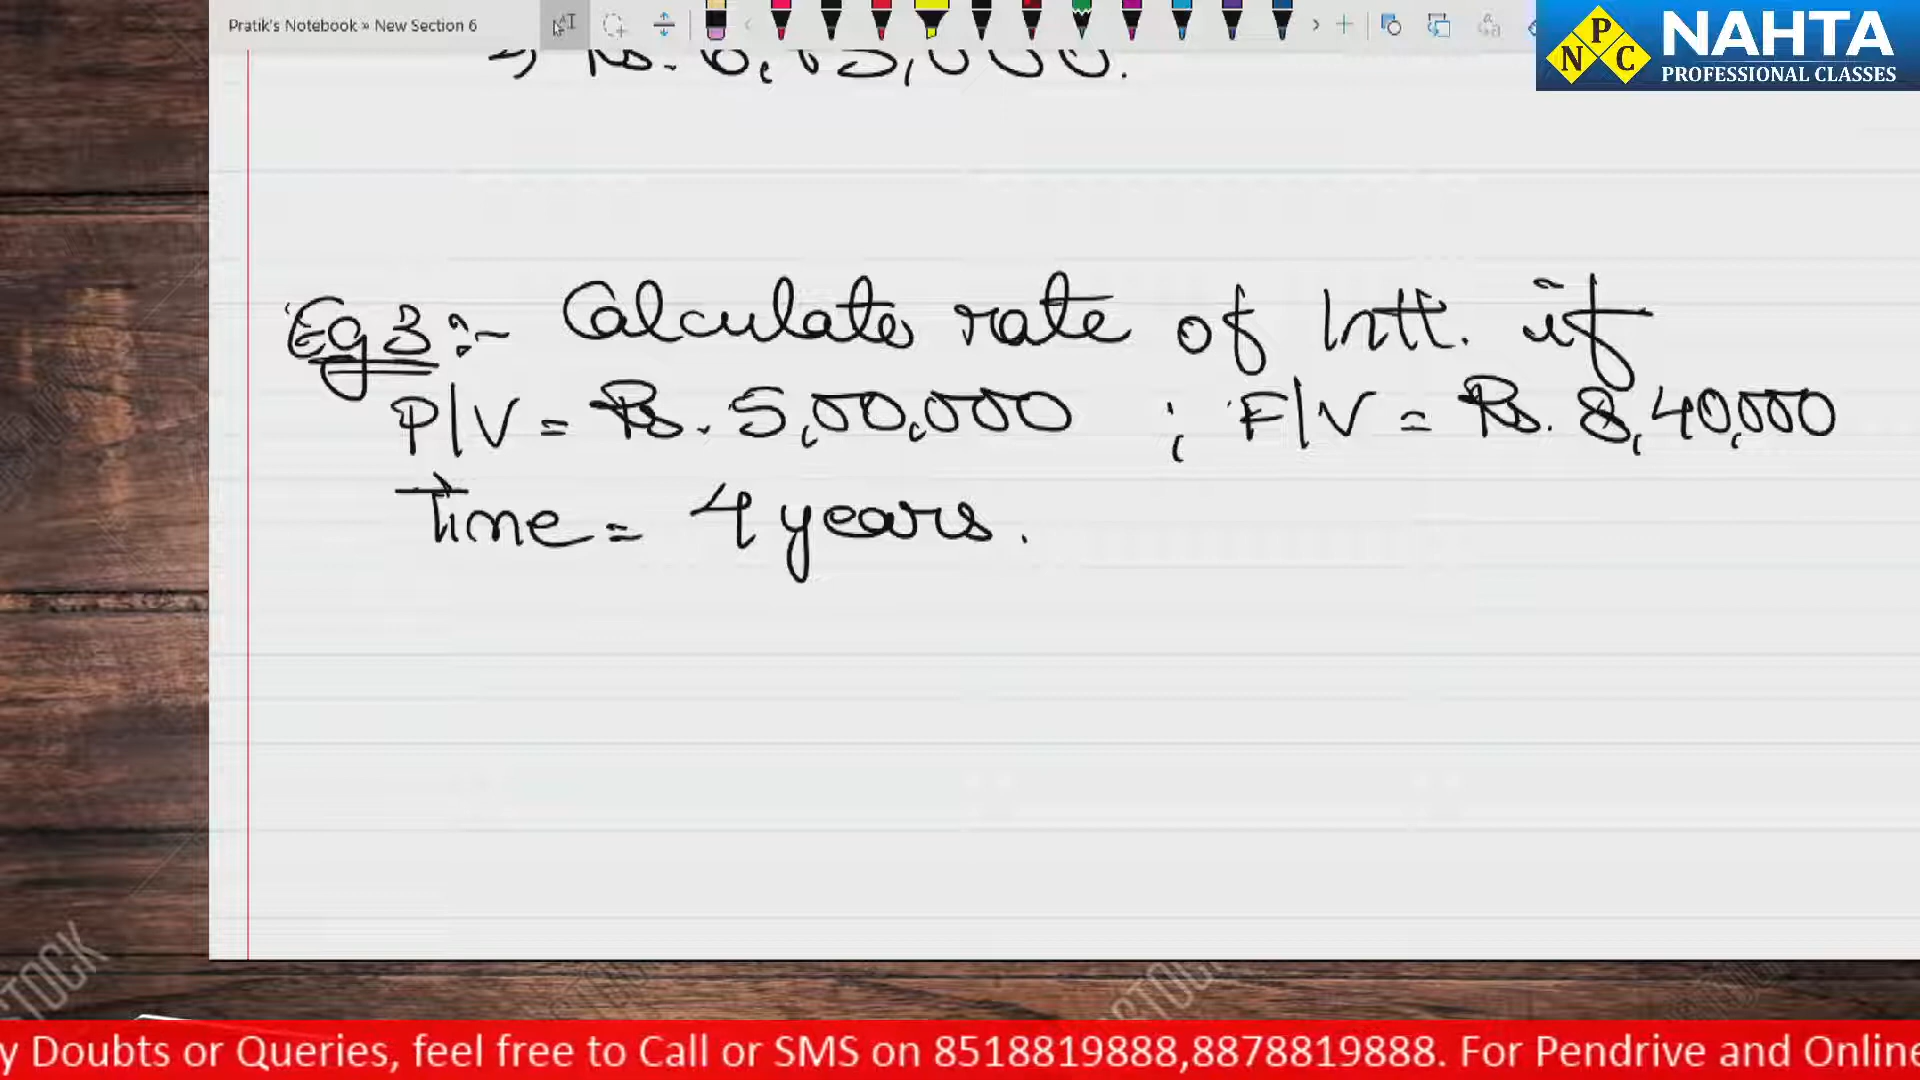 Pratik's Notebook » New Section 6
NPC NAHTA
PROFESSIONAL CLASSES
Eg 3:- Calculate rate of Intt. if
P/V = Rs. 5,00,000 ; F/V = Rs. 8,40,000
Time = 4 years.
y Doubts or Queries, feel free to Call or SMS on 8518819888,8878819888. For Pendrive and Online